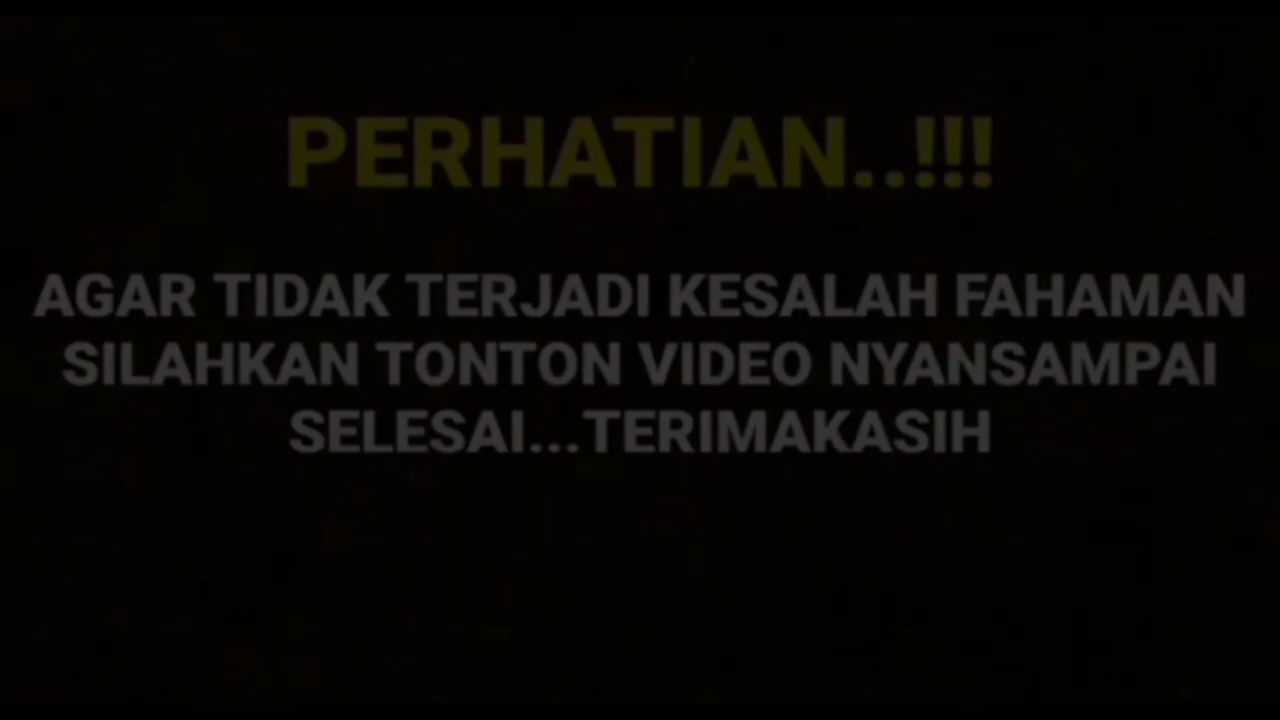 PERHATIAN..!!!
AGAR TIDAK TERJADI KESALAH FAHAMAN
SILAHKAN TONTON VIDEO NYANSAMPAI
SELESAI...TERIMAKASIH